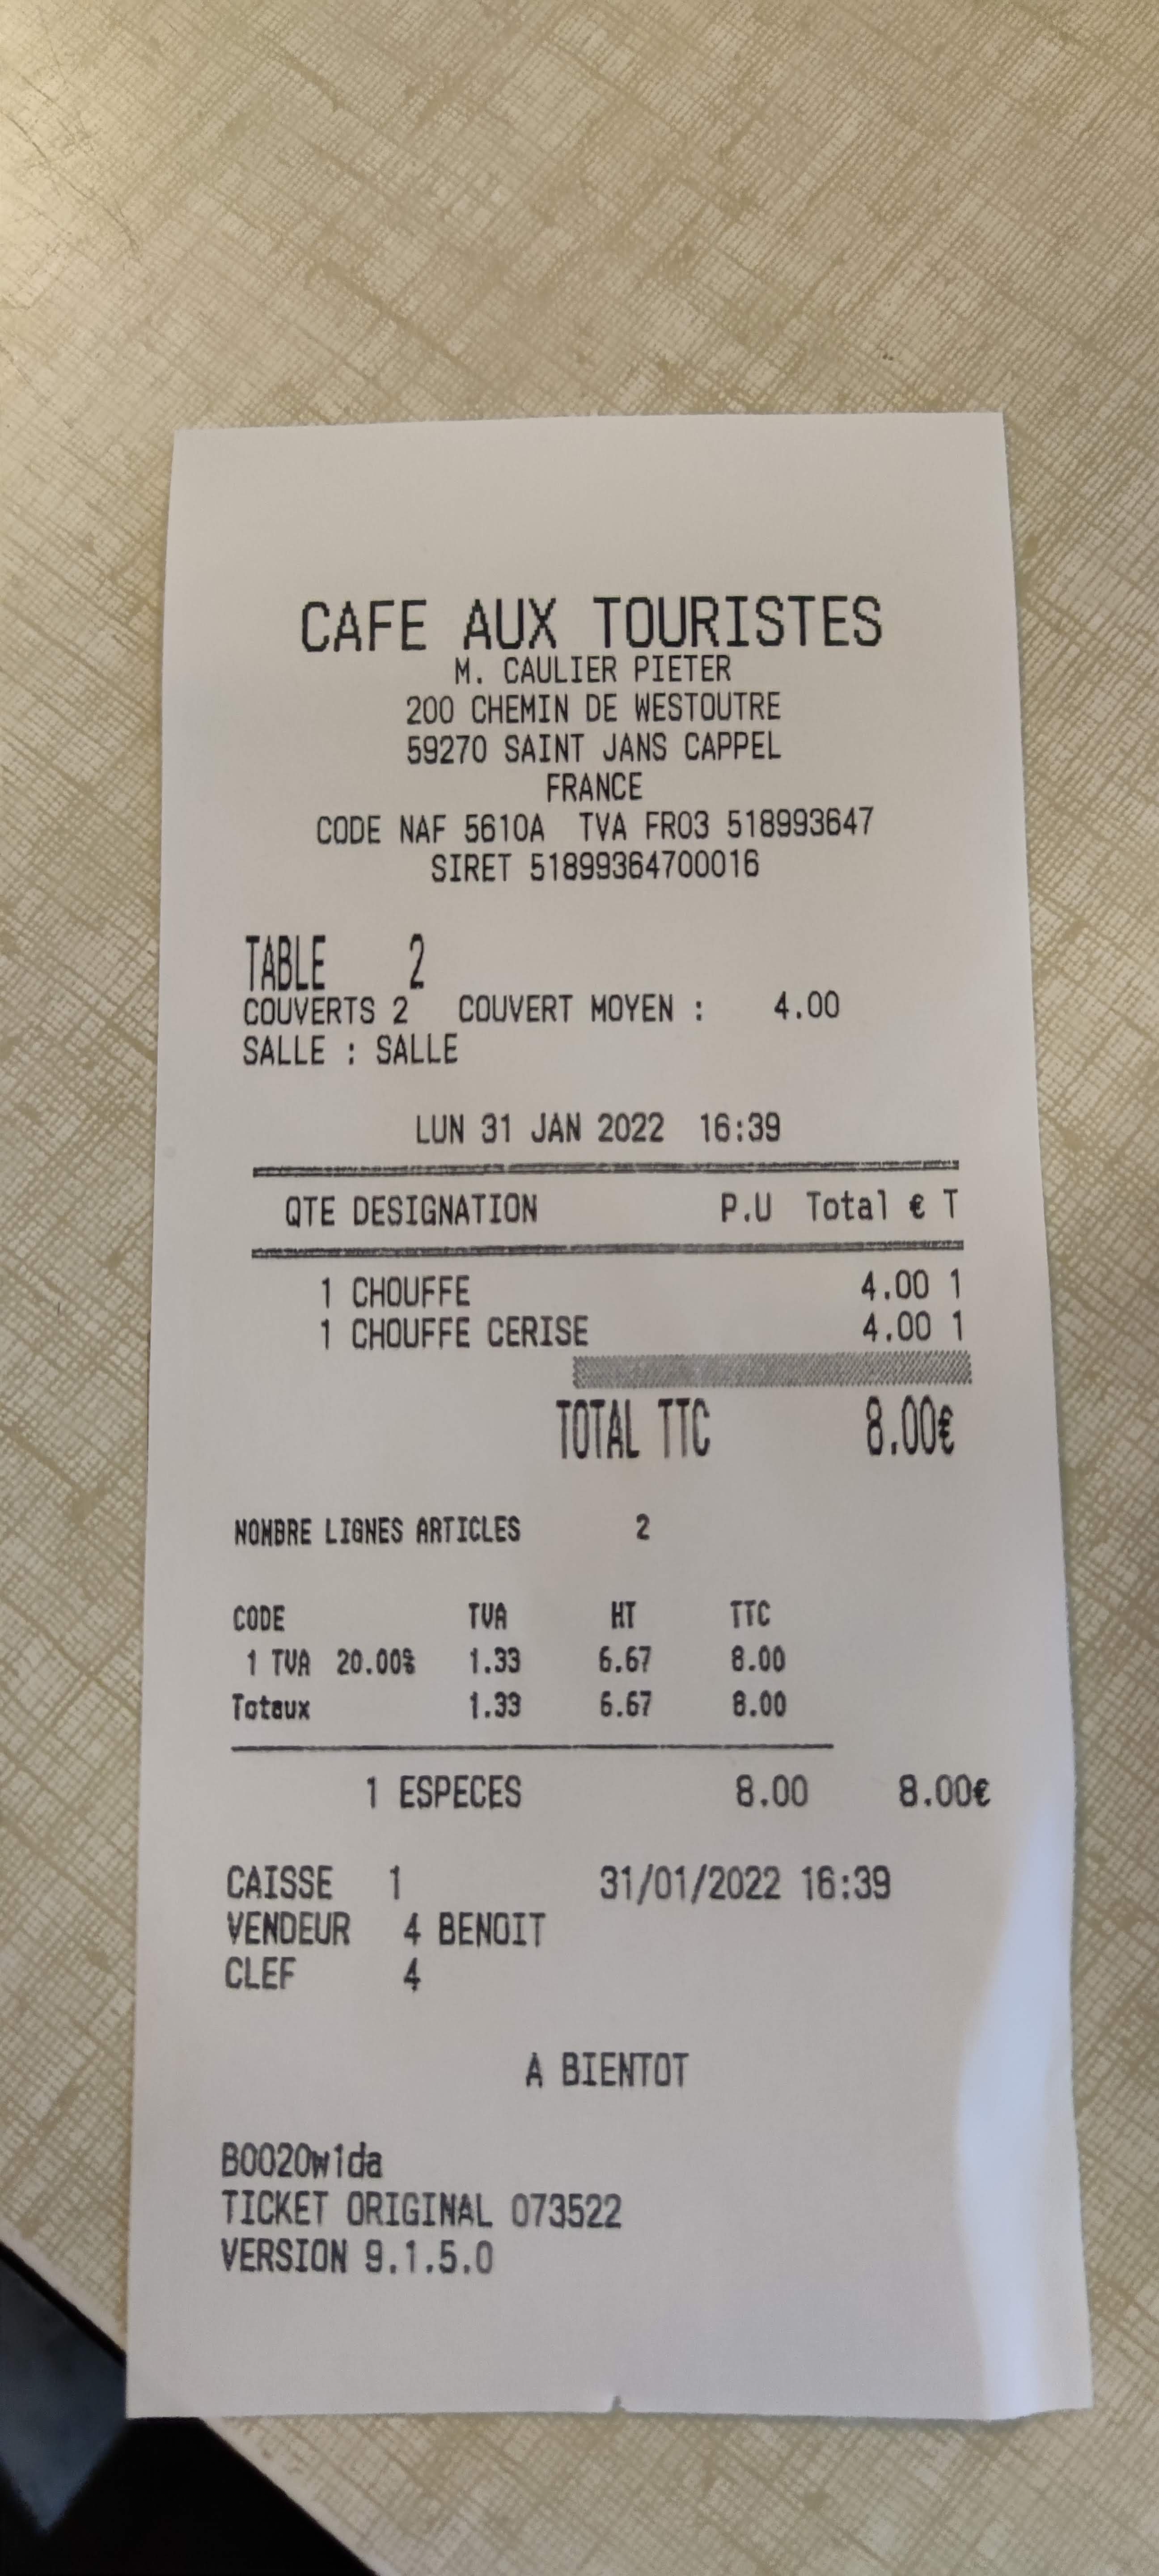 CAFE AUX TOURISTES
M. CAULIER PIETER
200 CHEMIN DE WESTOUTRE
59270 SAINT JANS CAPPEL
FRANCE
CODE NAF 5610A TVA FR03 518993647
SIRET 51899364700016
TABLE 2
COUVERTS 2 COUVERT MOYEN : 4.00
SALLE : SALLE
LUN 31 JAN 2022 16:39
QTE DESIGNATION P.U Total € T
1 CHOUFFE 4.00 1
1 CHOUFFE CERISE 4.00 1
TOTAL TTC 8.00€
NOMBRE LIGNES ARTICLES 2
CODE TVA HT TTC
1 TVA 20.00% 1.33 6.67 8.00
Totaux 1.33 6.67 8.00
1 ESPECES 8.00 8.00€
CAISSE 1 31/01/2022 16:39
VENDEUR 4 BENOIT
CLEF 4
A BIENTOT
B0020w1da
TICKET ORIGINAL 073522
VERSION 9.1.5.0